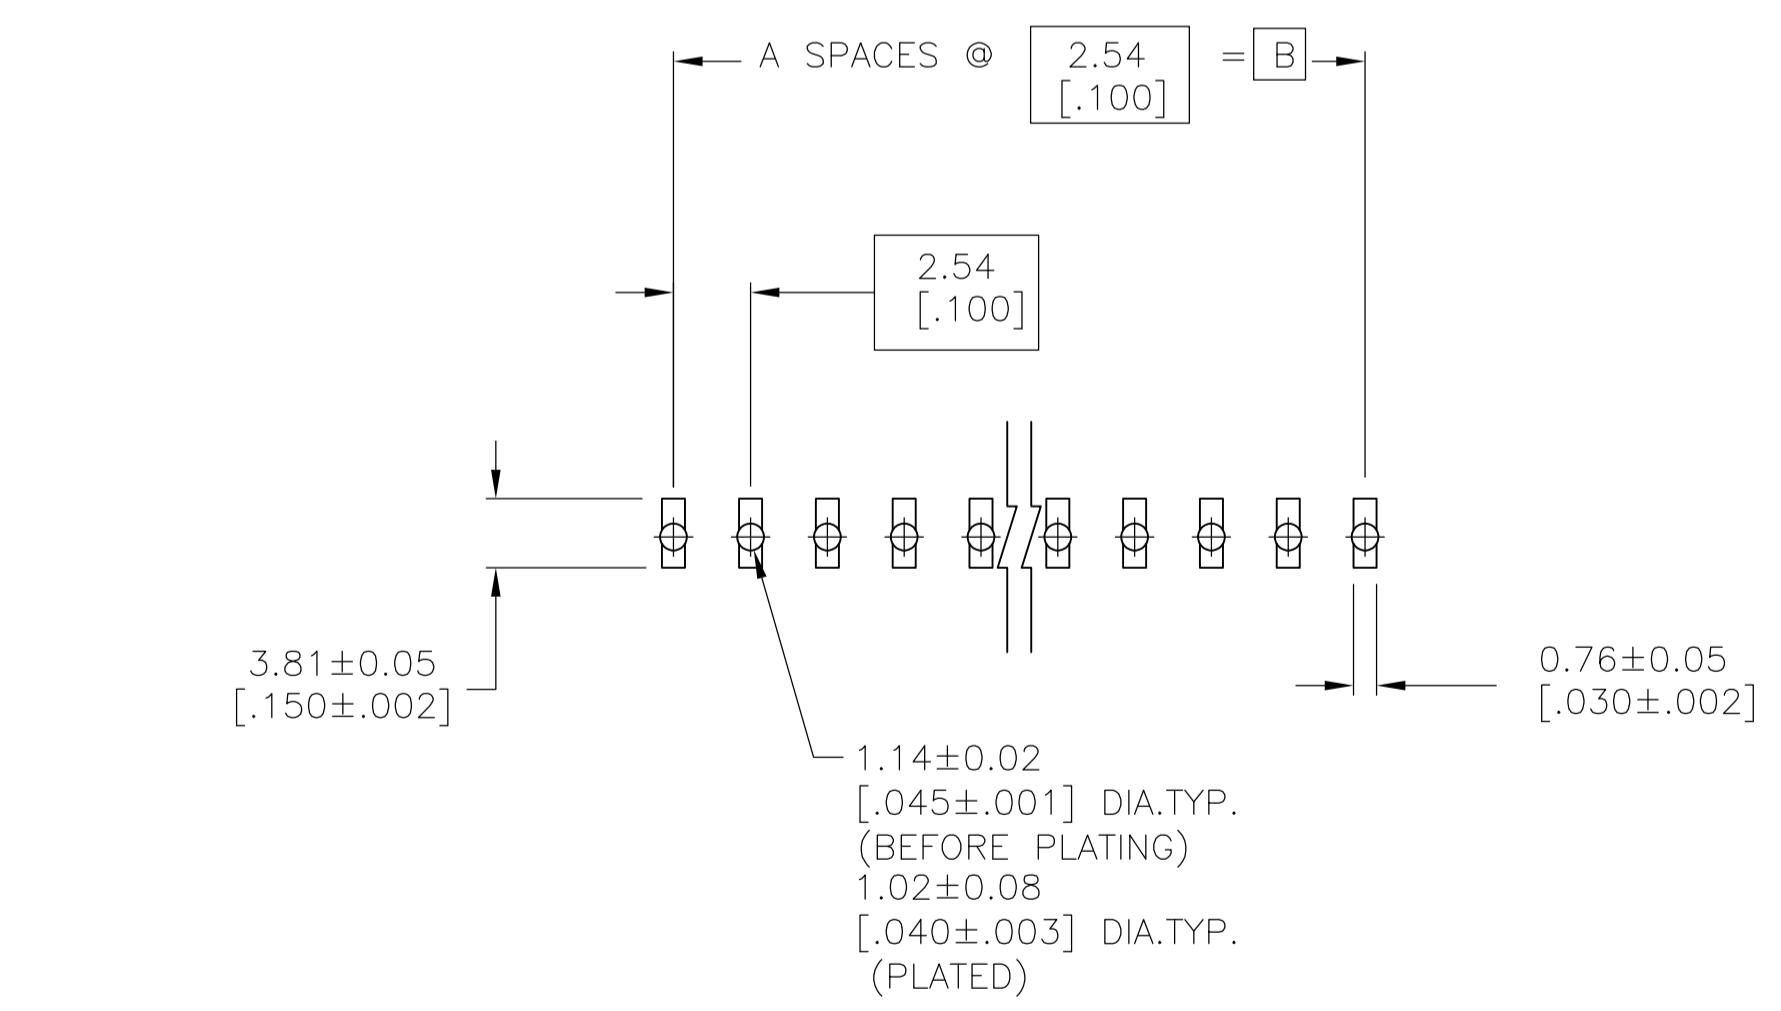 A SPACES @ 2.54 = B
[.100]
2.54
[.100]
3.81±0.05
[.150±.002]
0.76±0.05
[.030±.002]
1.14±0.02
[.045±.001] DIA.TYP.
(BEFORE PLATING)
1.02±0.08
[.040±.003] DIA.TYP.
(PLATED)